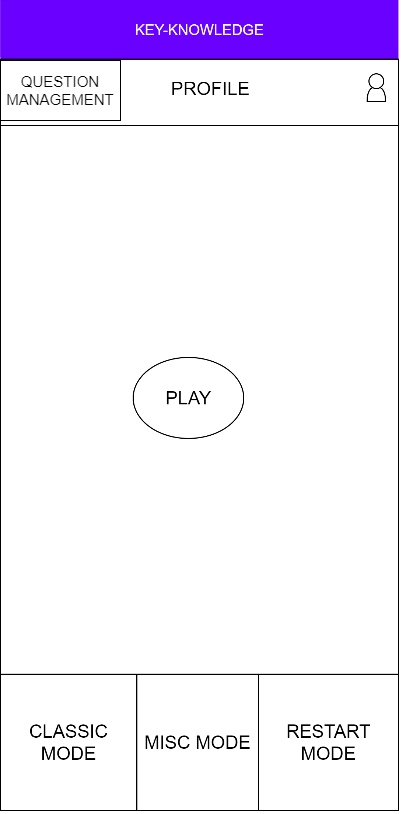 KEY-KNOWLEDGE
QUESTION
MANAGEMENT
PROFILE
PLAY
CLASSIC
MODE
MISC MODE
RESTART
MODE